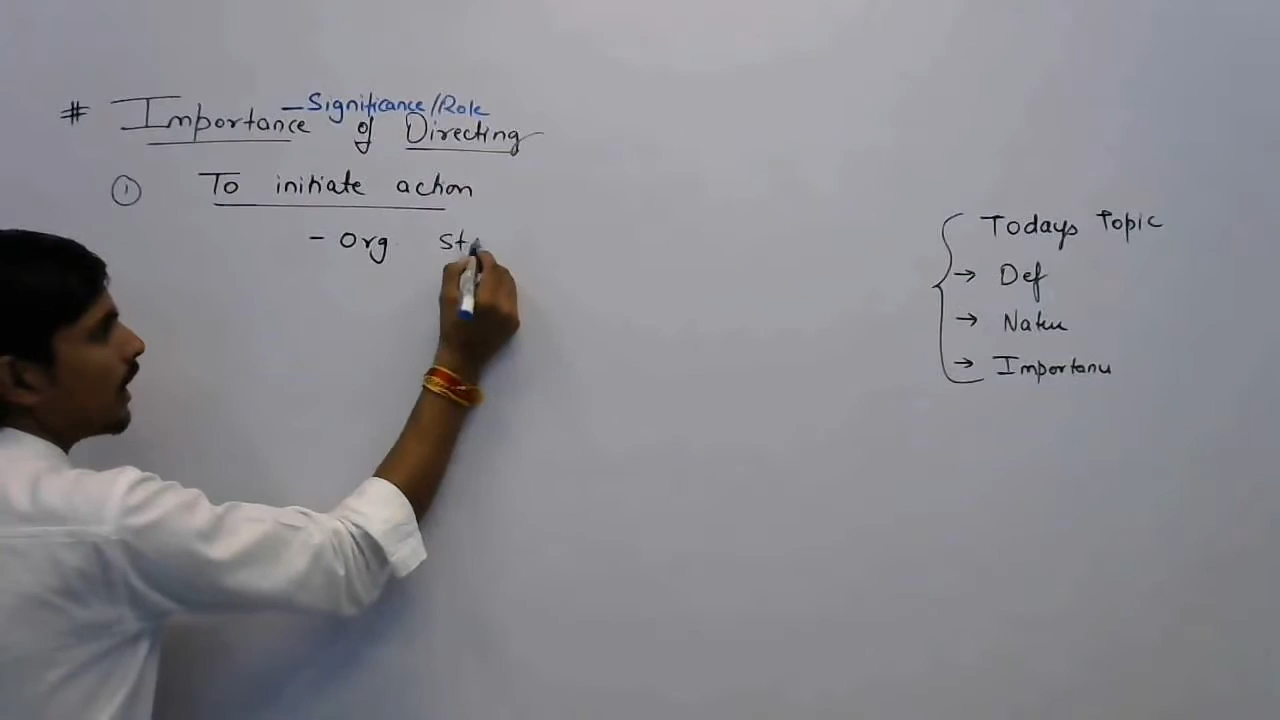 # Importance of Directing
– Significance/Role
① To initiate action
- Org st
Todays Topic
→ Def
→ Natu
→ Importanu